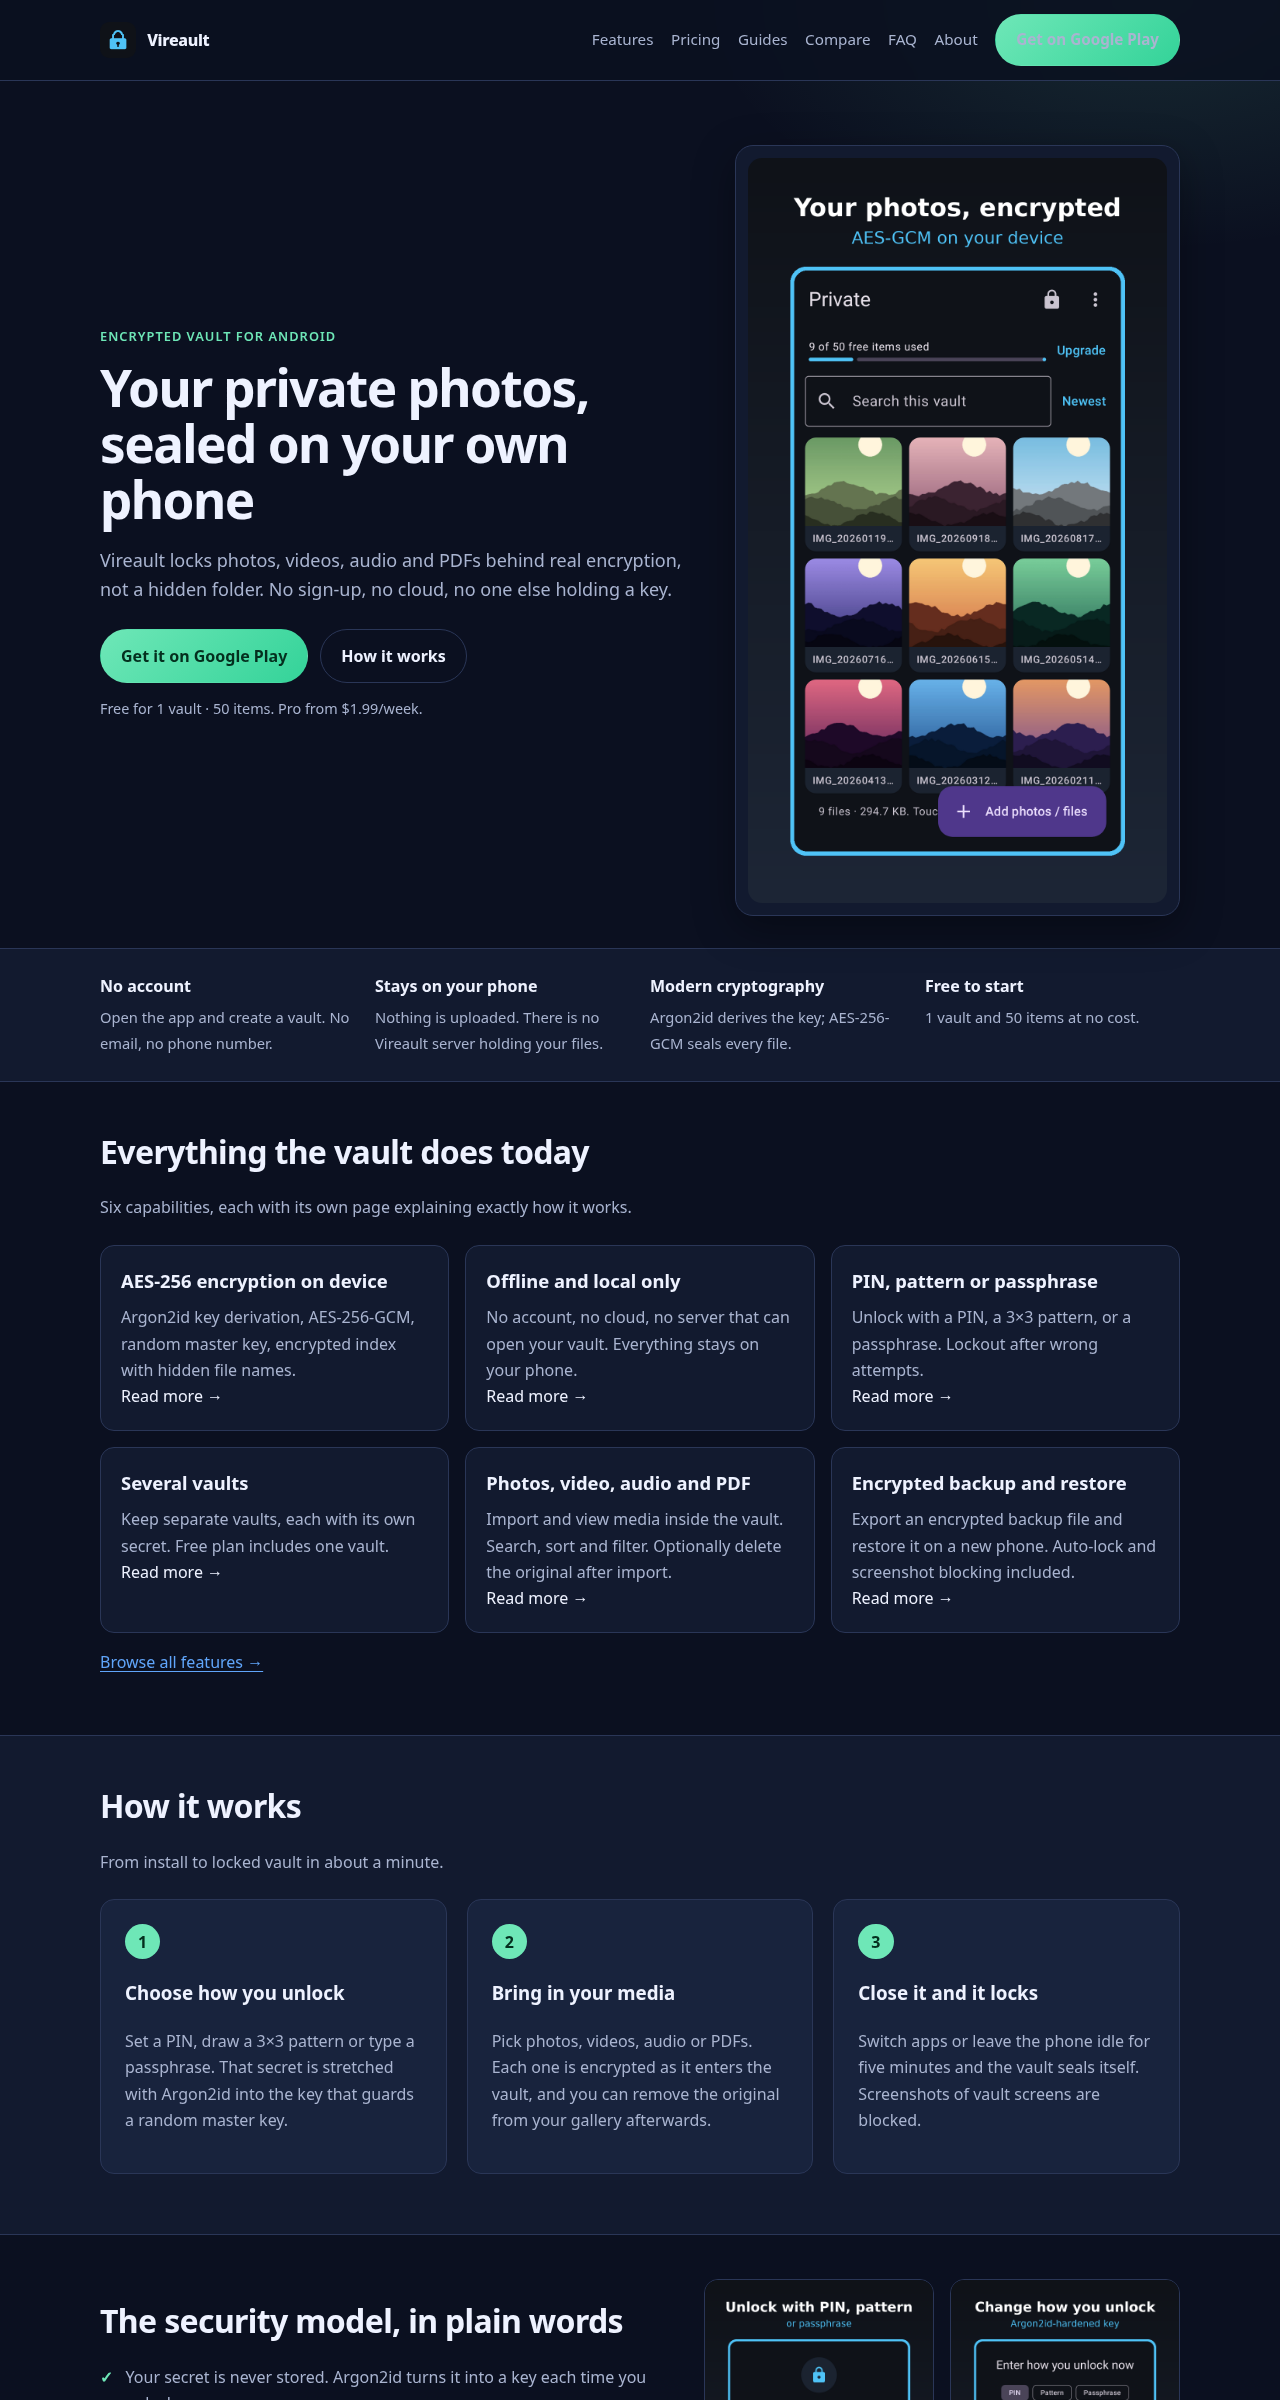 Vireault
Features Pricing Guides Compare FAQ About Get on Google Play
ENCRYPTED VAULT FOR ANDROID
Your private photos,
sealed on your own
phone
Vireault locks photos, videos, audio and PDFs behind real encryption,
not a hidden folder. No sign-up, no cloud, no one else holding a key.
Get it on Google Play
How it works
Free for 1 vault · 50 items. Pro from $1.99/week.
Your photos, encrypted
AES-GCM on your device
Private
9 of 50 free items used
Upgrade
Search this vault
Newest
IMG_20260119… IMG_20260918… IMG_20260817…
IMG_20260716… IMG_20260615… IMG_20260514…
IMG_20260413… IMG_20260312… IMG_20260211…
9 files · 294.7 KB. Touc
+ Add photos / files
No account
Open the app and create a vault. No
email, no phone number.
Stays on your phone
Nothing is uploaded. There is no
Vireault server holding your files.
Modern cryptography
Argon2id derives the key; AES-256-
GCM seals every file.
Free to start
1 vault and 50 items at no cost.
Everything the vault does today
Six capabilities, each with its own page explaining exactly how it works.
AES-256 encryption on device
Argon2id key derivation, AES-256-GCM,
random master key, encrypted index
with hidden file names.
Read more →
Offline and local only
No account, no cloud, no server that can
open your vault. Everything stays on
your phone.
Read more →
PIN, pattern or passphrase
Unlock with a PIN, a 3×3 pattern, or a
passphrase. Lockout after wrong
attempts.
Read more →
Several vaults
Keep separate vaults, each with its own
secret. Free plan includes one vault.
Read more →
Photos, video, audio and PDF
Import and view media inside the vault.
Search, sort and filter. Optionally delete
the original after import.
Read more →
Encrypted backup and restore
Export an encrypted backup file and
restore it on a new phone. Auto-lock and
screenshot blocking included.
Read more →
Browse all features →
How it works
From install to locked vault in about a minute.
1
Choose how you unlock
Set a PIN, draw a 3×3 pattern or type a
passphrase. That secret is stretched
with Argon2id into the key that guards
a random master key.
2
Bring in your media
Pick photos, videos, audio or PDFs.
Each one is encrypted as it enters the
vault, and you can remove the original
from your gallery afterwards.
3
Close it and it locks
Switch apps or leave the phone idle for
five minutes and the vault seals itself.
Screenshots of vault screens are
blocked.
The security model, in plain words
✓ Your secret is never stored. Argon2id turns it into a key each time you
Unlock with PIN, pattern
or passphrase
Change how you unlock
Argon2id-hardened key
Enter how you unlock now
PIN Pattern Passphrase